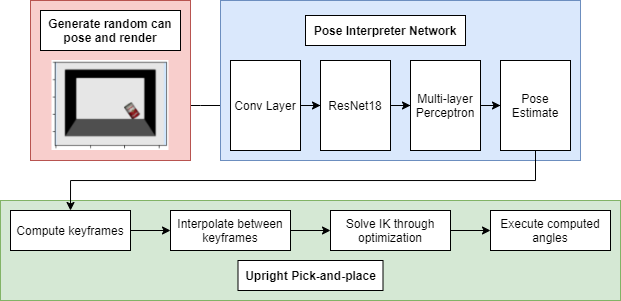 Generate random can
pose and render
Pose Interpreter Network
Conv Layer
ResNet18
Multi-layer
Perceptron
Pose
Estimate
Compute keyframes
Interpolate between
keyframes
Solve IK through
optimization
Execute computed
angles
Upright Pick-and-place